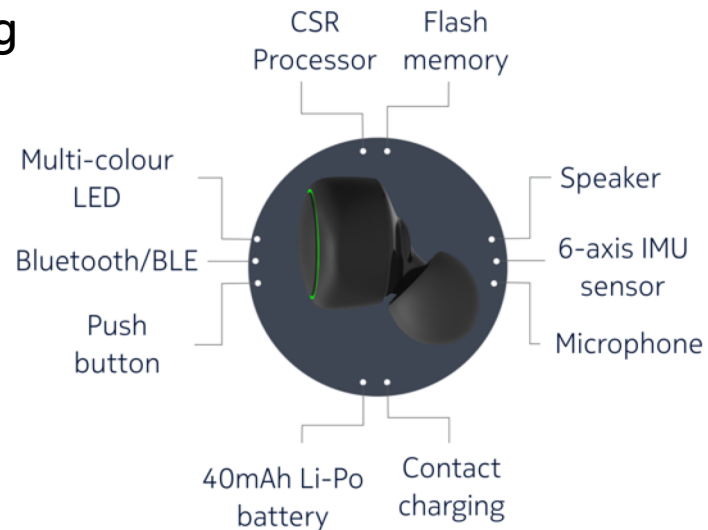 g
CSR
Processor
Flash
memory
Multi-colour
LED
Speaker
Bluetooth/BLE
6-axis IMU
sensor
Push
button
Microphone
40mAh Li-Po
battery
Contact
charging